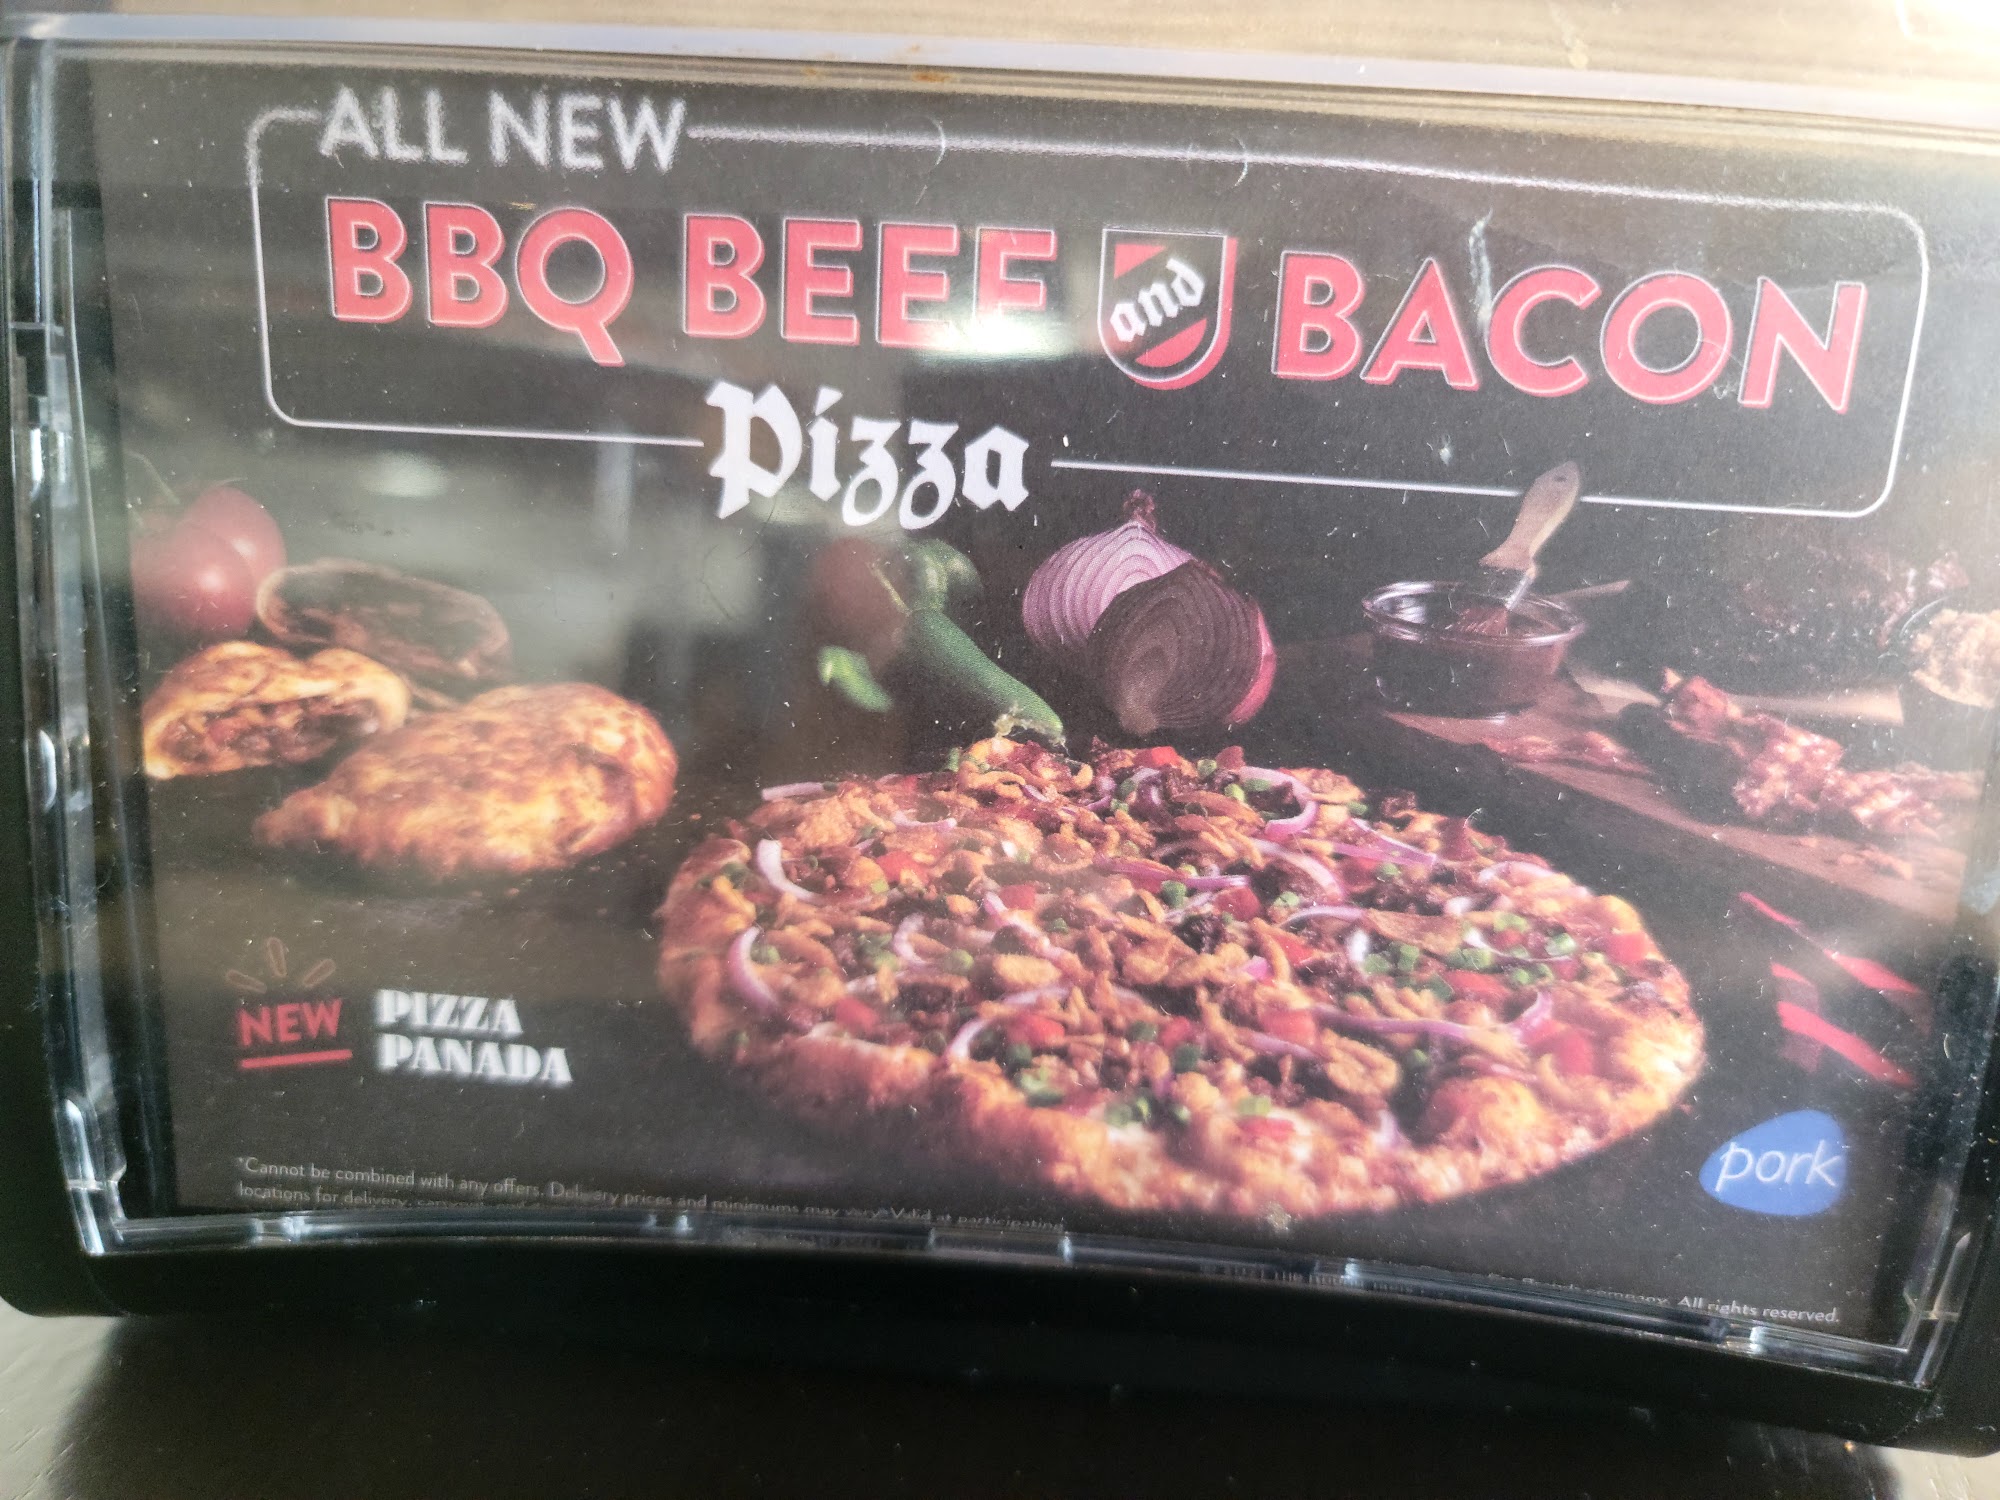 ALL NEW
BBQ BEEF and BACON
Pizza
NEW PIZZA
PANADA
pork
*Cannot be combined with any offers. Delivery prices and minimums may vary. Valid at participating
locations for delivery,
company. All rights reserved.